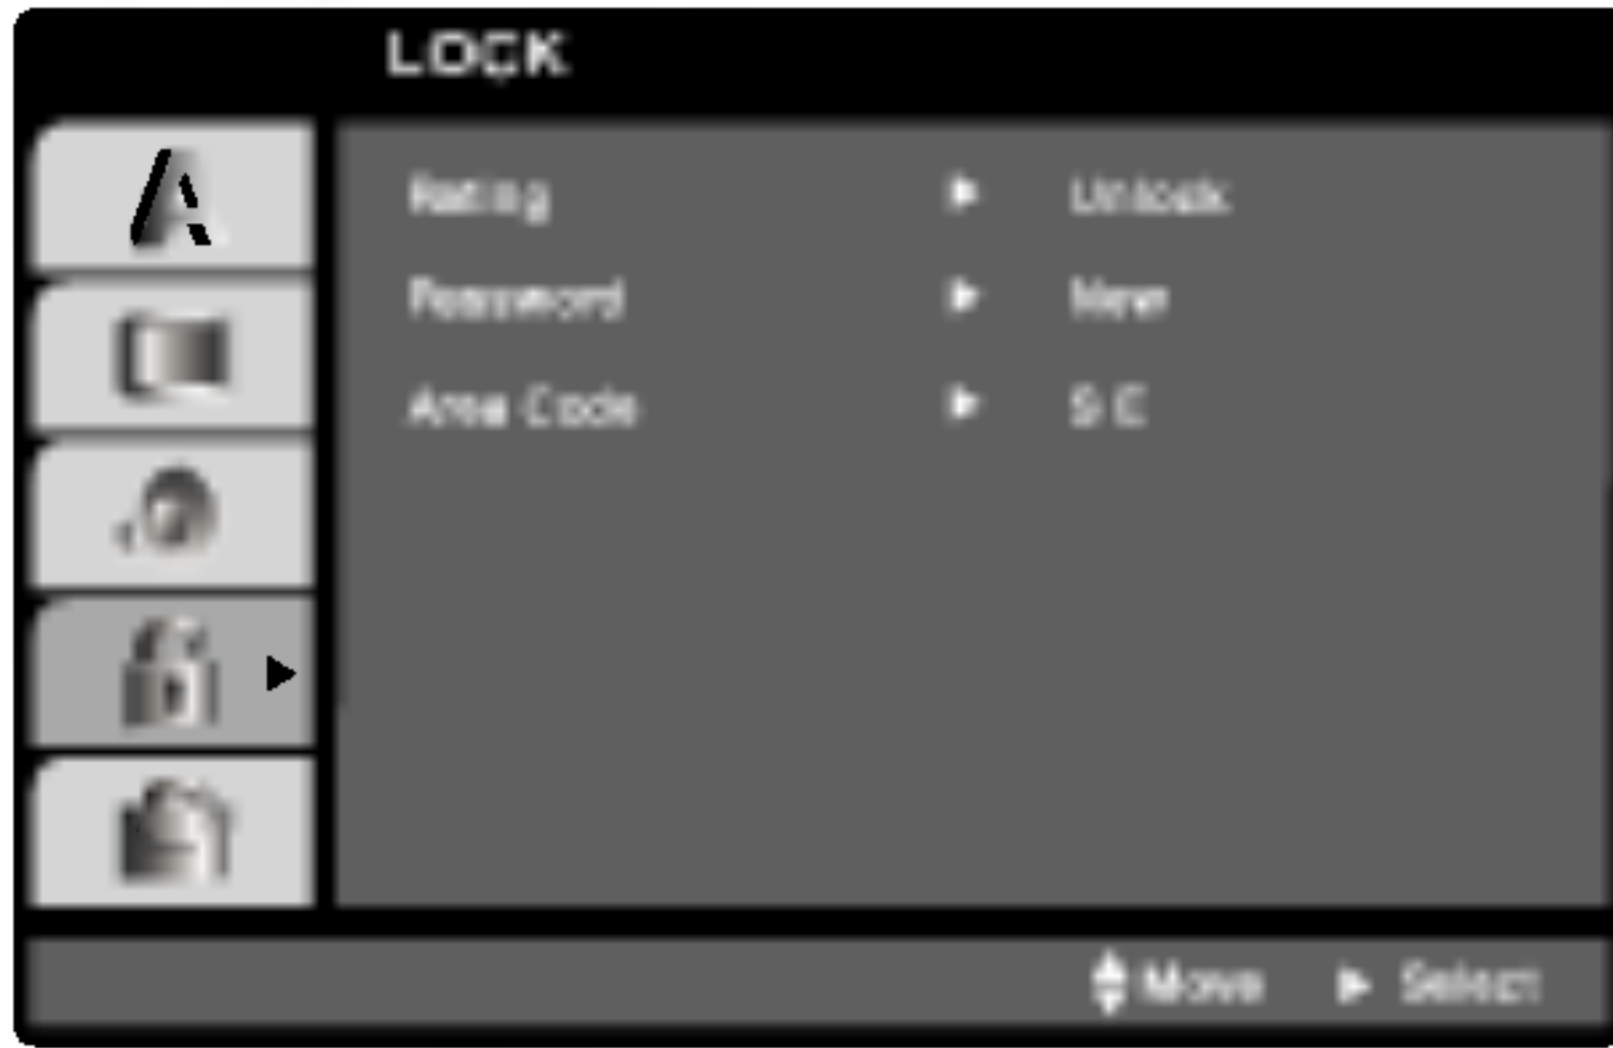 LOCK
Rating ▶ Unlock
Password ▶ New
Area Code ▶
Move ▶ Select